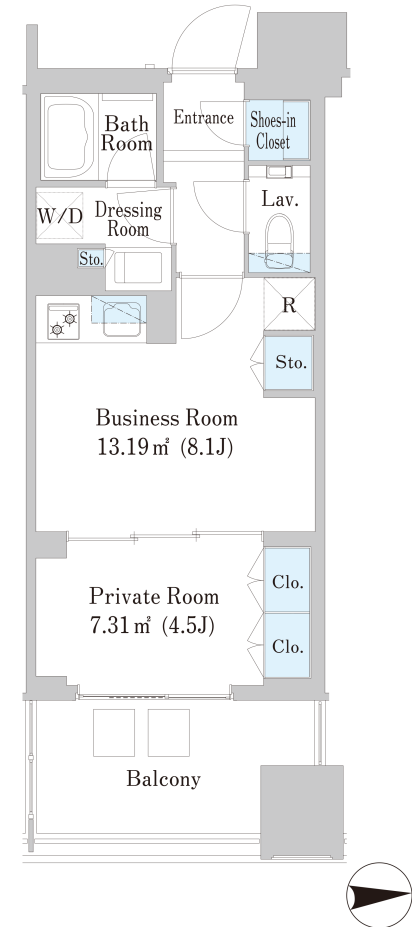 Entrance
Bath
Room
Shoes-in
Closet
W/D
Dressing
Room
Lav.
Sto.
R
Sto.
Business Room
13.19㎡ (8.1J)
Clo.
Private Room
7.31㎡ (4.5J)
Clo.
Balcony